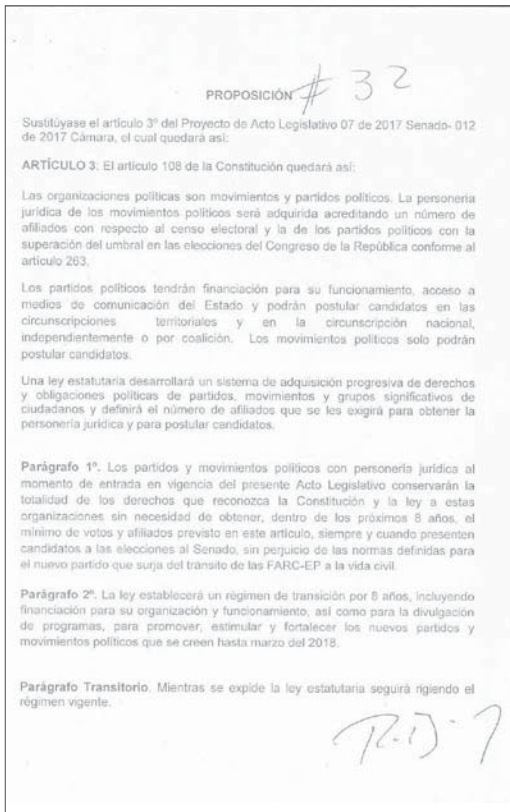 PROPOSICIÓN # 32
Sustitúyase el artículo 3º del Proyecto de Acto Legislativo 07 de 2017 Senado- 012
de 2017 Cámara, el cual quedará así:
ARTÍCULO 3: El artículo 108 de la Constitución quedará así:
Las organizaciones políticas son movimientos y partidos políticos. La personería
jurídica de los movimientos políticos será adquirida acreditando un número de
afiliados con respecto al censo electoral y la de los partidos políticos con la
superación del umbral en las elecciones del Congreso de la República conforme al
artículo 263.
Los partidos políticos tendrán financiación para su funcionamiento, acceso a
medios de comunicación del Estado y podrán postular candidatos en las
circunscripciones territoriales y en la circunscripción nacional,
independientemente o por coalición. Los movimientos políticos solo podrán
postular candidatos.
Una ley estatutaria desarrollará un sistema de adquisición progresiva de derechos
y obligaciones políticas de partidos, movimientos y grupos significativos de
ciudadanos y definirá el número de afiliados que se les exigirá para obtener la
personería jurídica y para postular candidatos.
Parágrafo 1º. Los partidos y movimientos políticos con personería jurídica al
momento de entrada en vigencia del presente Acto Legislativo conservarán la
totalidad de los derechos que reconozca la Constitución y la ley a estas
organizaciones sin necesidad de obtener, dentro de los próximos 8 años, el
mínimo de votos y afiliados previsto en este artículo, siempre y cuando presenten
candidatos a las elecciones al Senado, sin perjuicio de las normas definidas para
el nuevo partido que surja del tránsito de las FARC-EP a la vida civil.
Parágrafo 2º. La ley establecerá un régimen de transición por 8 años, incluyendo
financiación para su organización y funcionamiento, así como para la divulgación
de programas, para promover, estimular y fortalecer los nuevos partidos y
movimientos políticos que se creen hasta marzo del 2018.
Parágrafo Transitorio. Mientras se expide la ley estatutaria seguirá rigiendo el
régimen vigente.